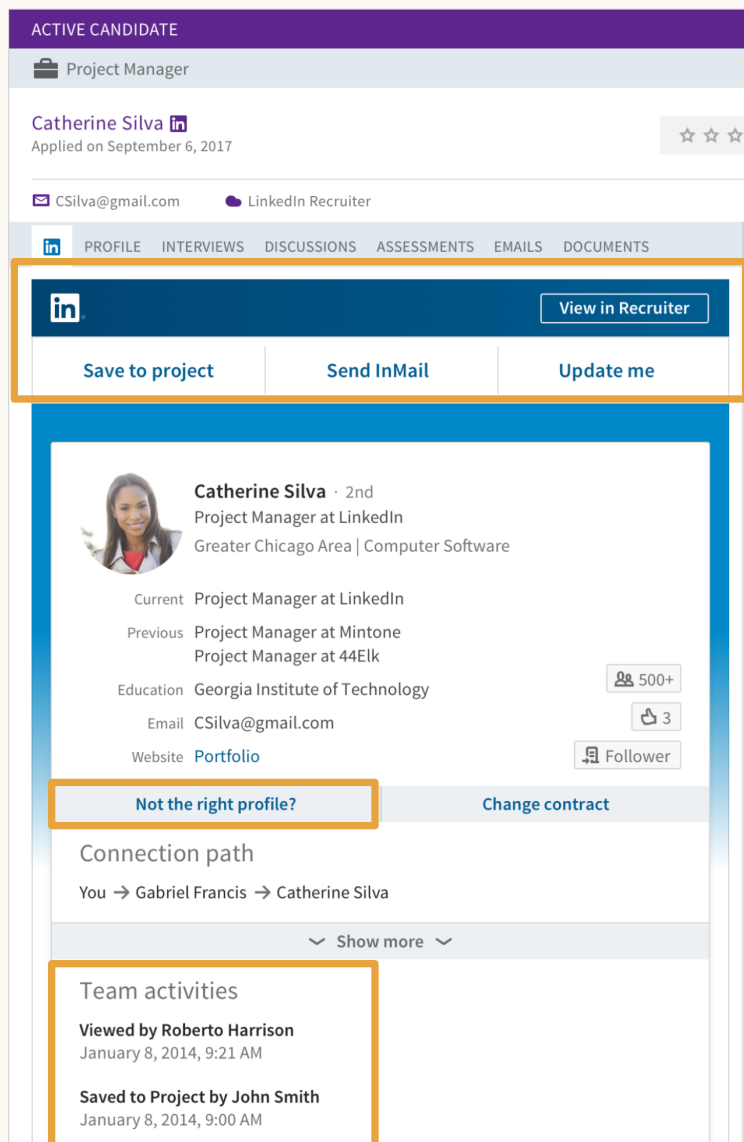 ACTIVE CANDIDATE
Project Manager
Catherine Silva in
Applied on September 6, 2017
CSilva@gmail.com LinkedIn Recruiter
in PROFILE INTERVIEWS DISCUSSIONS ASSESSMENTS EMAILS DOCUMENTS
in View in Recruiter
Save to project Send InMail Update me
Catherine Silva · 2nd
Project Manager at LinkedIn
Greater Chicago Area | Computer Software
Current Project Manager at LinkedIn
Previous Project Manager at Mintone
Project Manager at 44Elk
500+
Education Georgia Institute of Technology
3
Email CSilva@gmail.com
Website Portfolio
Follower
Not the right profile? Change contract
Connection path
You → Gabriel Francis → Catherine Silva
Show more
Team activities
Viewed by Roberto Harrison
January 8, 2014, 9:21 AM
Saved to Project by John Smith
January 8, 2014, 9:00 AM